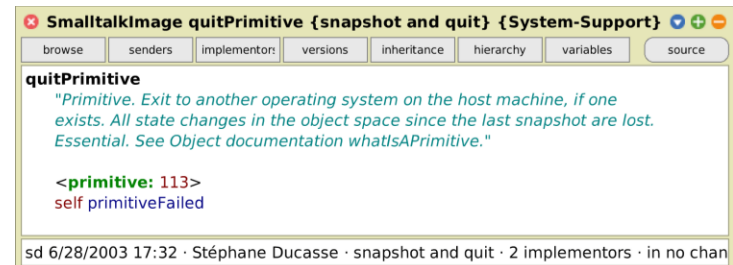 SmalltalkImage quitPrimitive {snapshot and quit} {System-Support}
browse senders implementors versions inheritance hierarchy variables source
quitPrimitive
"Primitive. Exit to another operating system on the host machine, if one
exists. All state changes in the object space since the last snapshot are lost.
Essential. See Object documentation whatIsAPrimitive."
<primitive: 113>
self primitiveFailed
sd 6/28/2003 17:32 · Stéphane Ducasse · snapshot and quit · 2 implementors · in no chan